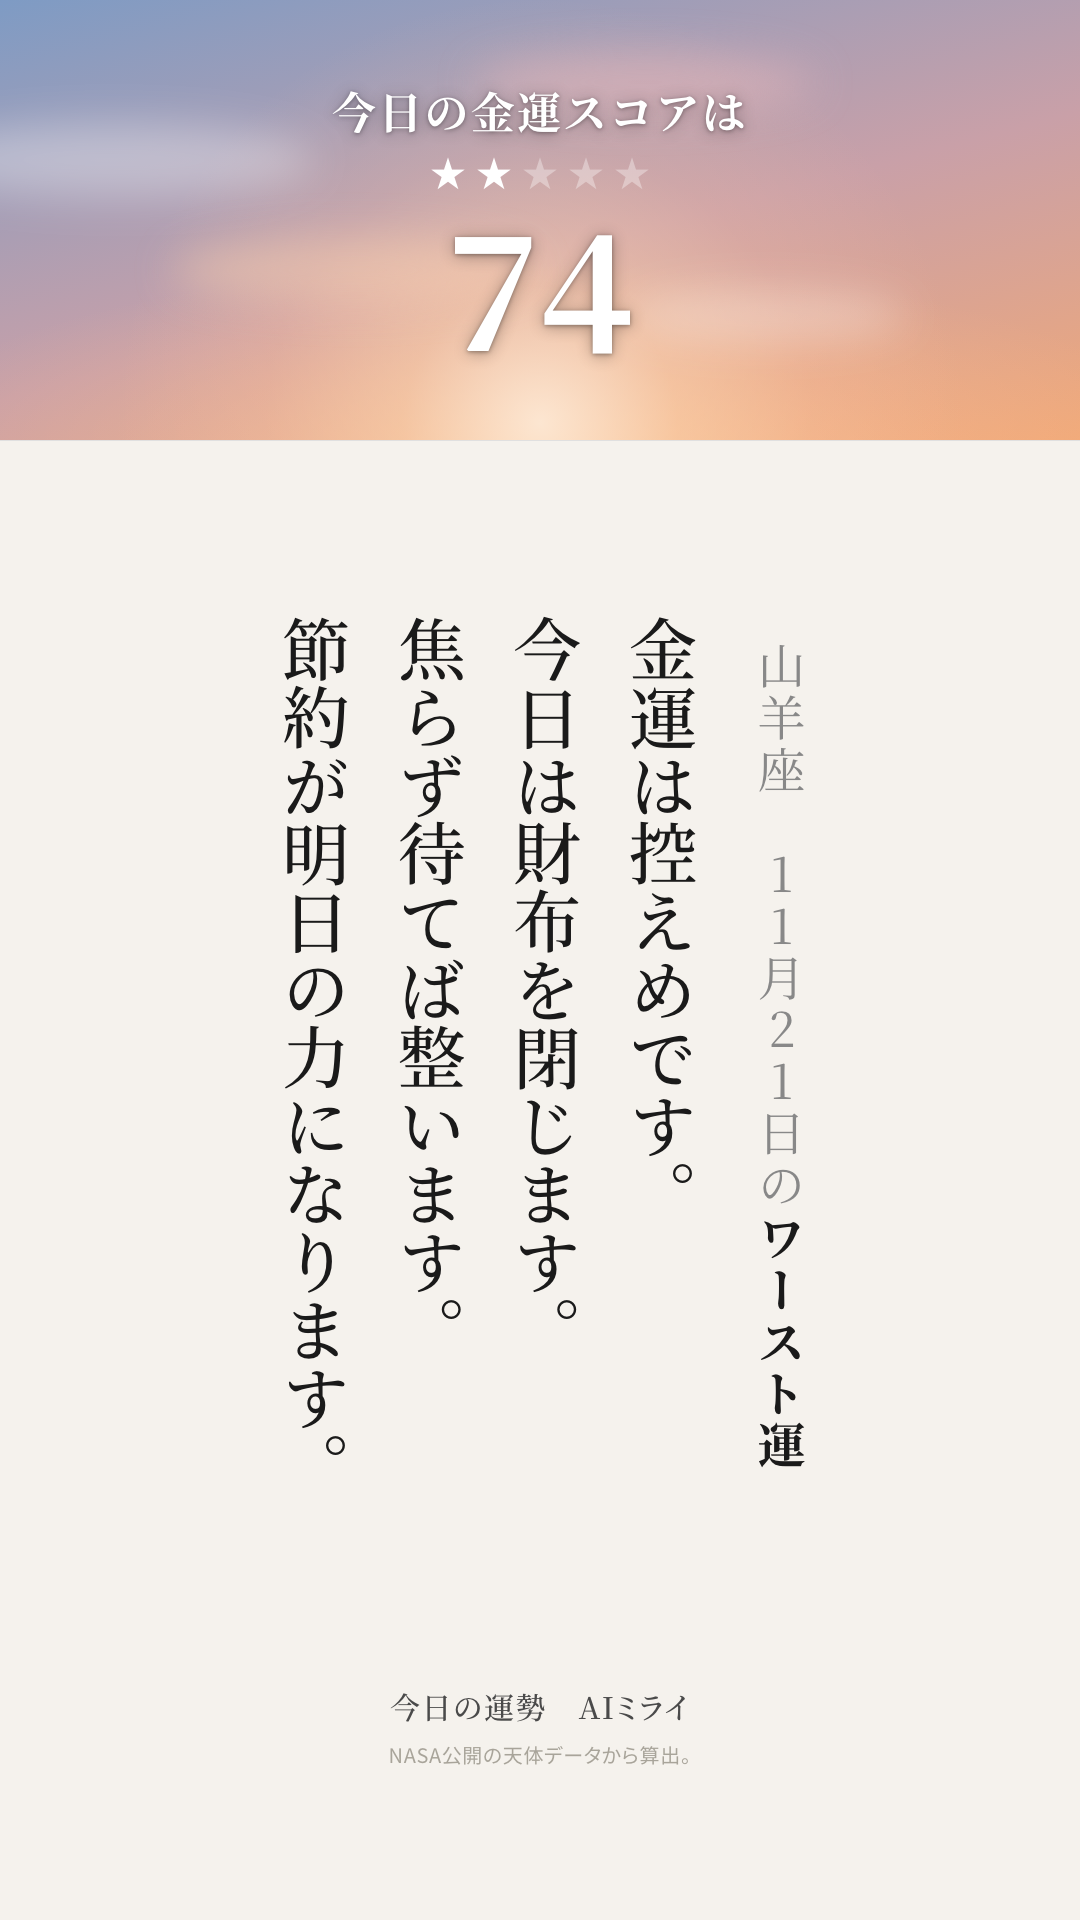 今日の金運スコアは
★★★★★
74
山羊座　11月21日のワースト運
金運は控えめです。
今日は財布を閉じます。
焦らず待てば整います。
節約が明日の力になります。
今日の運勢　AIミライ
NASA公開の天体データから算出。